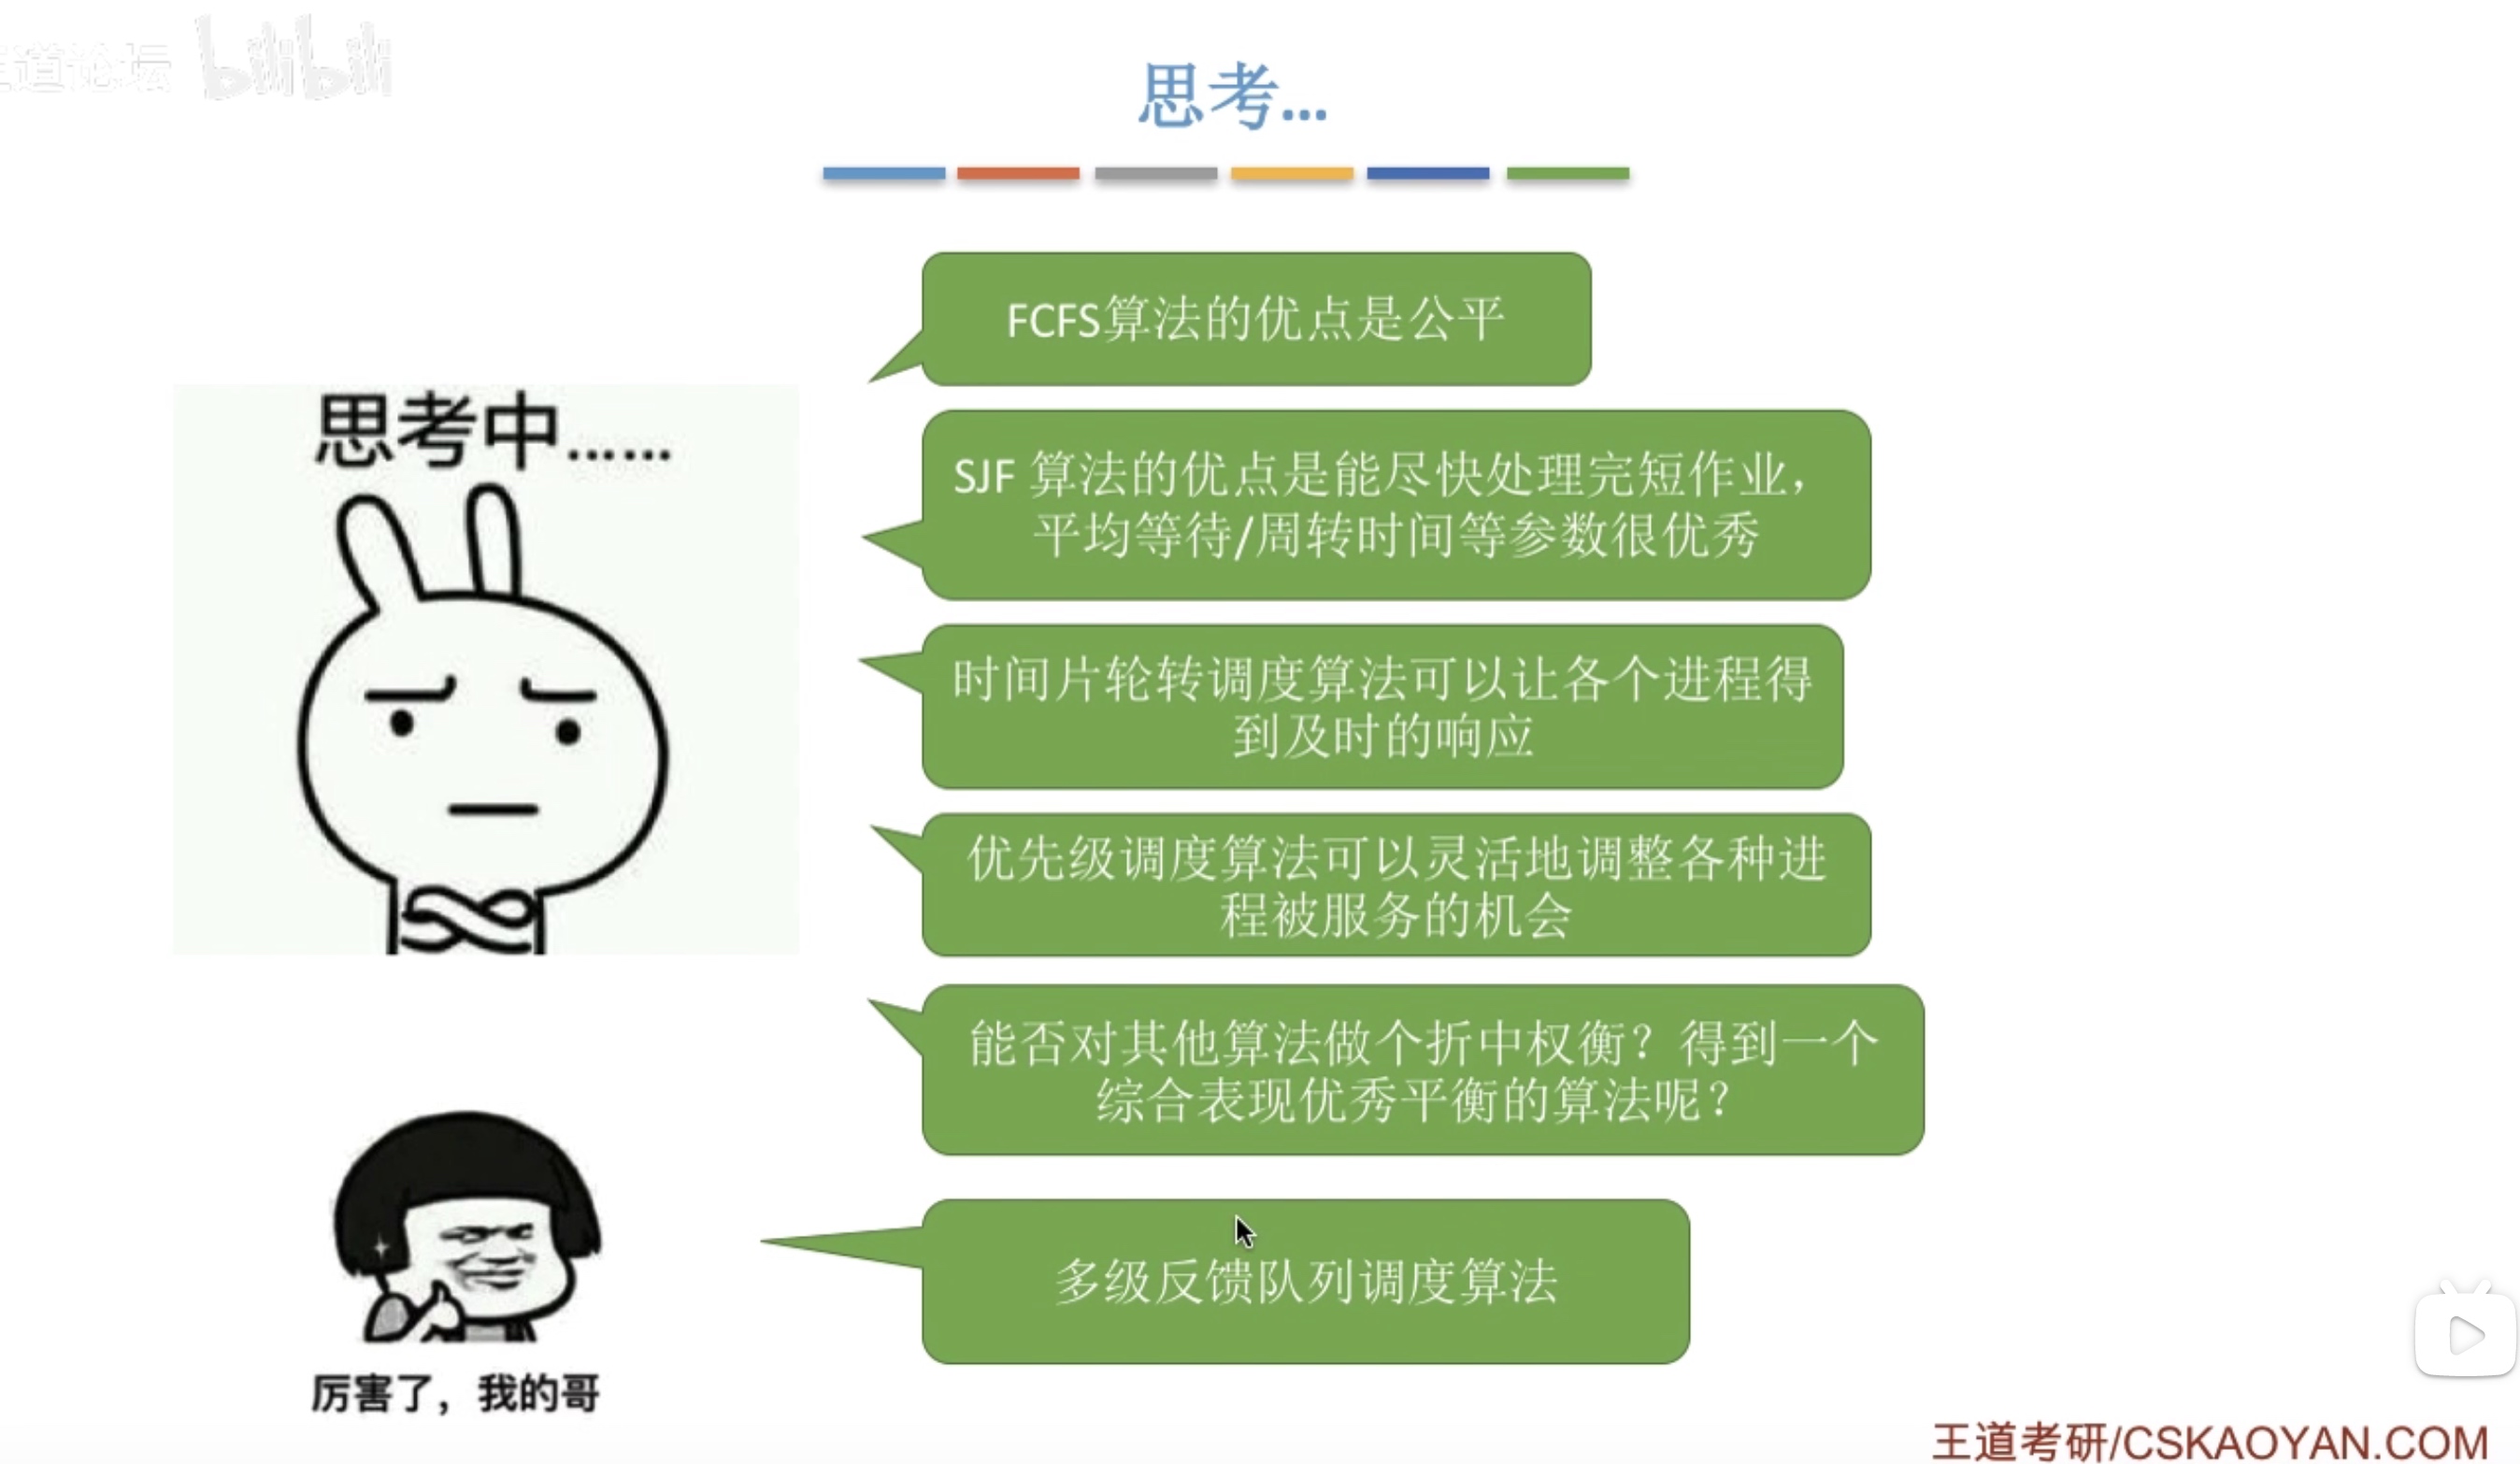 王道论坛 bilibili
思考...
FCFS算法的优点是公平
思考中……
SJF 算法的优点是能尽快处理完短作业，
平均等待/周转时间等参数很优秀
时间片轮转调度算法可以让各个进程得
到及时的响应
优先级调度算法可以灵活地调整各种进
程被服务的机会
能否对其他算法做个折中权衡？得到一个
综合表现优秀平衡的算法呢？
多级反馈队列调度算法
厉害了，我的哥
王道考研/CSKAOYAN.COM